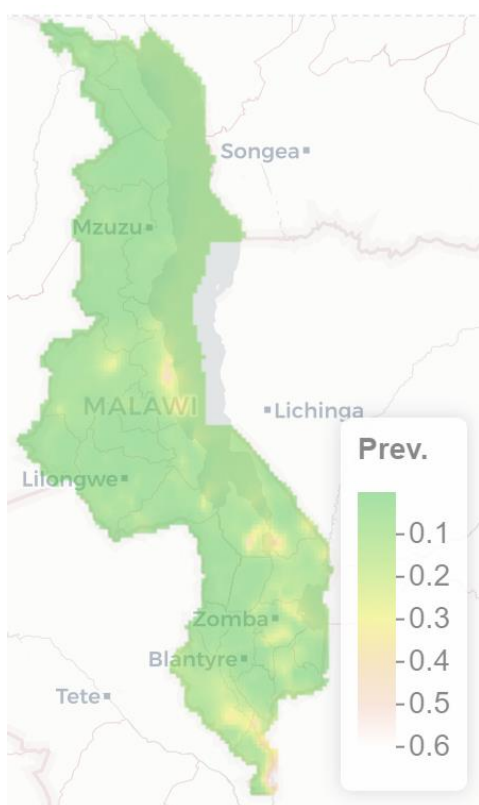 Songea
Mzuzu
MALAWI
Lichinga
Prev.
Lilongwe
-0.1
-0.2
-0.3
Zomba
-0.4
Blantyre
-0.5
Tete
-0.6